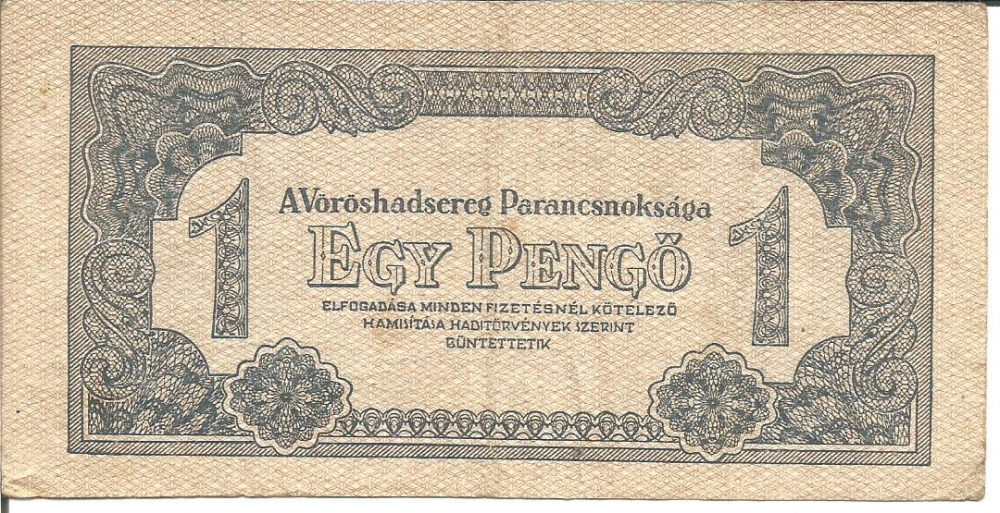 A Vöröshadsereg Parancsnoksága
1 EGY PENGŐ 1
ELFOGADÁSA MINDEN FIZETÉSNÉL KÖTELEZŐ
HAMISÍTÁSA HADITÖRVÉNYEK SZERINT
BÜNTETTETIK